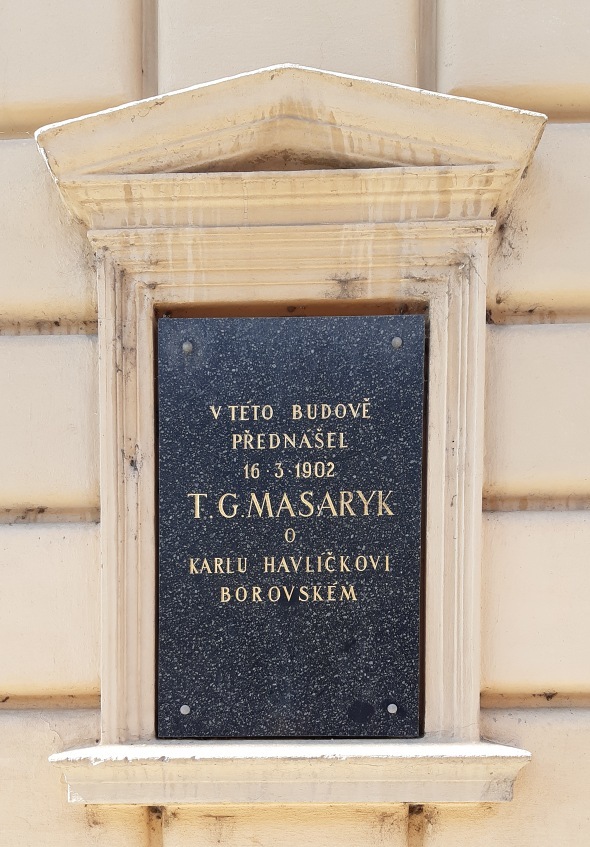 V TÉTO BUDOVĚ
PŘEDNÁŠEL
16·3·1902
T.G.MASARYK
O
KARLU HAVLÍČKOVI
BOROVSKÉM